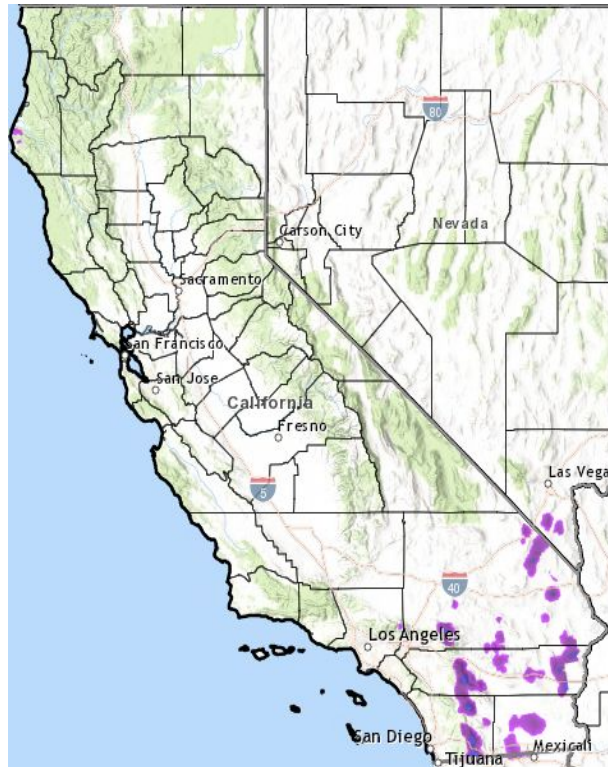 80
Nevada
Carson City
Sacramento
San Francisco
San Jose
California
Fresno
Las Vega
5
40
Los Angeles
San Diego
Mexicali
Tijuana